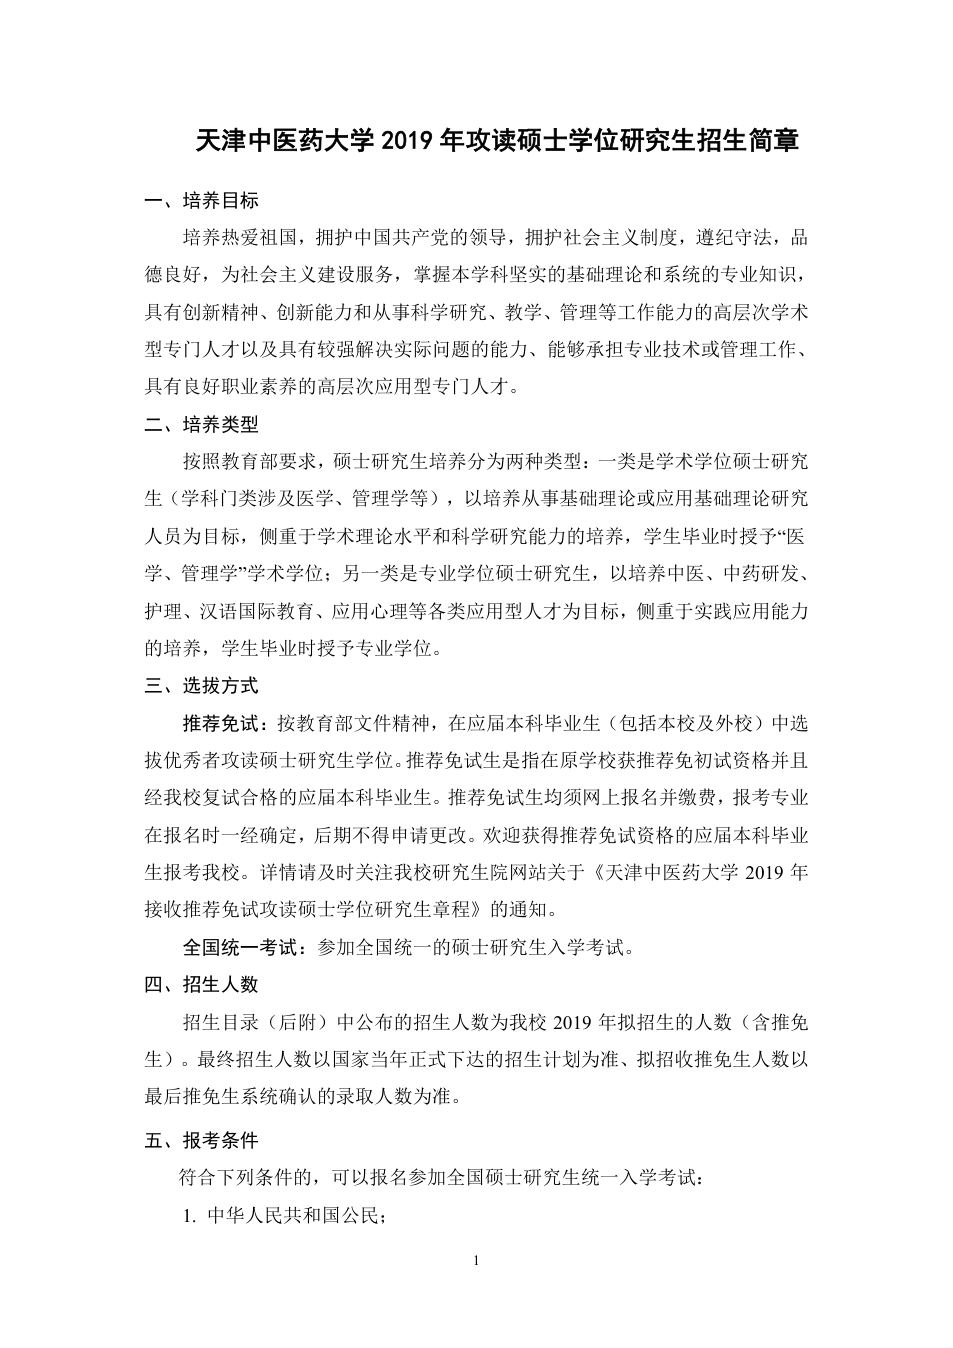 天津中医药大学 2019 年攻读硕士学位研究生招生简章
一、培养目标
培养热爱祖国，拥护中国共产党的领导，拥护社会主义制度，遵纪守法，品
德良好，为社会主义建设服务，掌握本学科坚实的基础理论和系统的专业知识，
具有创新精神、创新能力和从事科学研究、教学、管理等工作能力的高层次学术
型专门人才以及具有较强解决实际问题的能力、能够承担专业技术或管理工作、
具有良好职业素养的高层次应用型专门人才。
二、培养类型
按照教育部要求，硕士研究生培养分为两种类型：一类是学术学位硕士研究
生（学科门类涉及医学、管理学等），以培养从事基础理论或应用基础理论研究
人员为目标，侧重于学术理论水平和科学研究能力的培养，学生毕业时授予“医
学、管理学”学术学位；另一类是专业学位硕士研究生，以培养中医、中药研发、
护理、汉语国际教育、应用心理等各类应用型人才为目标，侧重于实践应用能力
的培养，学生毕业时授予专业学位。
三、选拔方式
推荐免试：按教育部文件精神，在应届本科毕业生（包括本校及外校）中选
拔优秀者攻读硕士研究生学位。推荐免试生是指在原学校获推荐免初试资格并且
经我校复试合格的应届本科毕业生。推荐免试生均须网上报名并缴费，报考专业
在报名时一经确定，后期不得申请更改。欢迎获得推荐免试资格的应届本科毕业
生报考我校。详情请及时关注我校研究生院网站关于《天津中医药大学 2019 年
接收推荐免试攻读硕士学位研究生章程》的通知。
全国统一考试：参加全国统一的硕士研究生入学考试。
四、招生人数
招生目录（后附）中公布的招生人数为我校 2019 年拟招生的人数（含推免
生）。最终招生人数以国家当年正式下达的招生计划为准、拟招收推免生人数以
最后推免生系统确认的录取人数为准。
五、报考条件
符合下列条件的，可以报名参加全国硕士研究生统一入学考试：
1. 中华人民共和国公民；
1